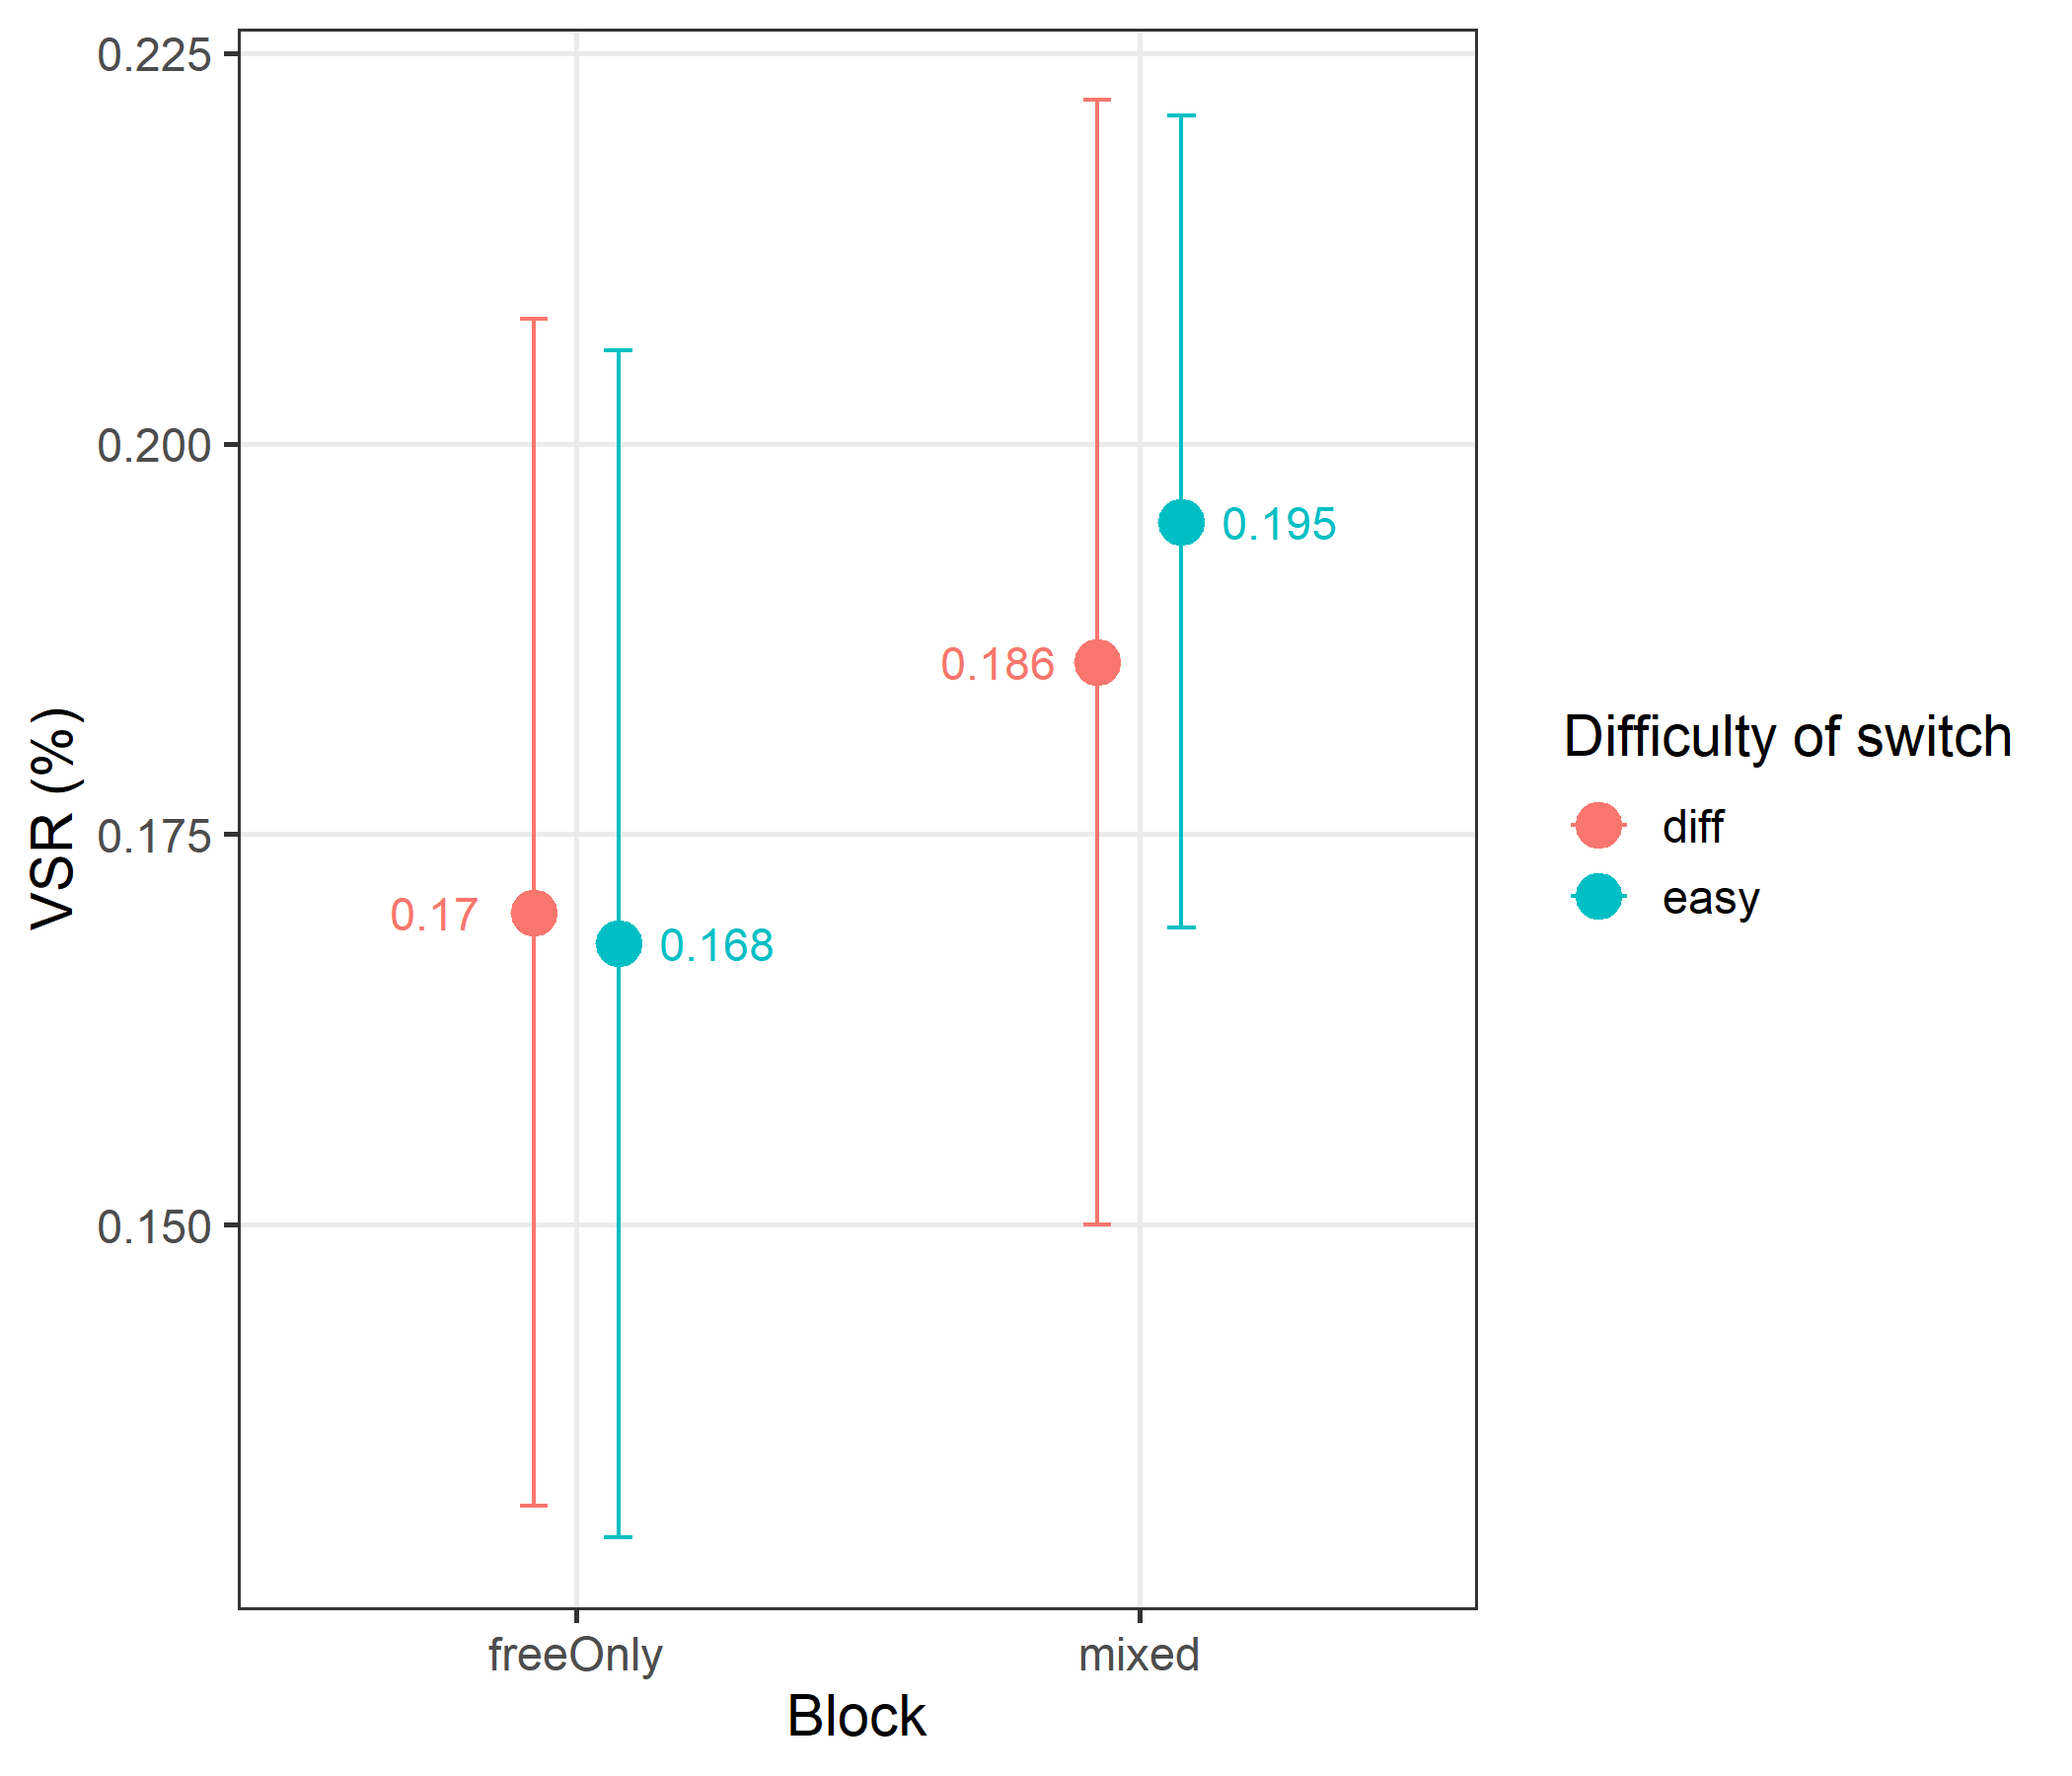 0.225
0.200
0.175
0.150
VSR (%)
0.17
0.168
0.186
0.195
freeOnly
mixed
Block
Difficulty of switch
diff
easy